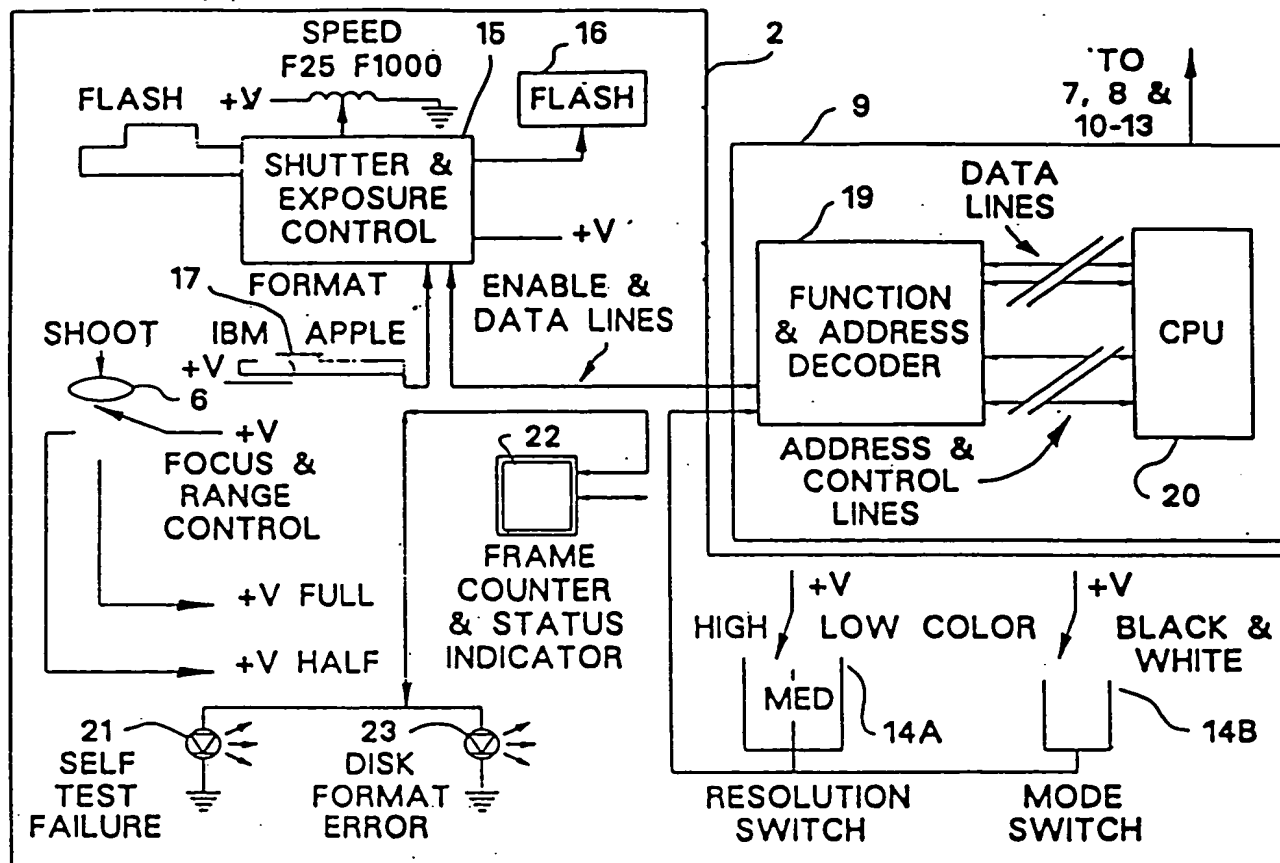 SPEED
F25 F1000
15
16
2
FLASH
+V
FLASH
TO
7, 8 &
10-13
9
SHUTTER &
EXPOSURE
CONTROL
+V
19
DATA
LINES
FUNCTION
& ADDRESS
DECODER
CPU
17
FORMAT
IBM APPLE
ENABLE &
DATA LINES
SHOOT
+V
6
+V
FOCUS &
RANGE
CONTROL
22
ADDRESS &
CONTROL
LINES
20
FRAME
COUNTER
& STATUS
INDICATOR
+V FULL
+V HALF
+V
+V
HIGH LOW COLOR BLACK &
WHITE
MED
14A
14B
21
SELF
TEST
FAILURE
23
DISK
FORMAT
ERROR
RESOLUTION
SWITCH
MODE
SWITCH